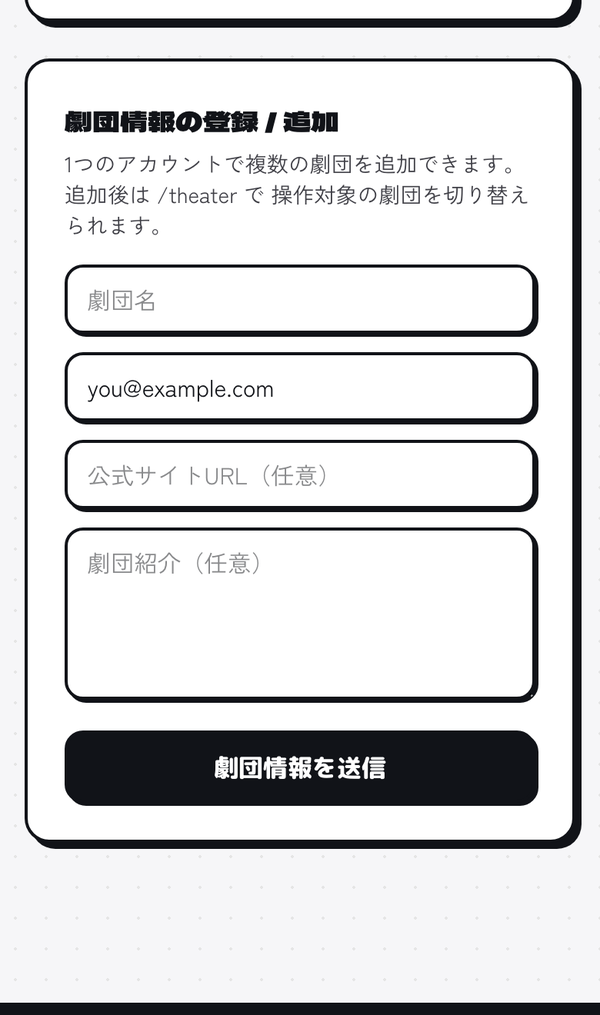 劇団情報の登録 / 追加
1つのアカウントで複数の劇団を追加できます。
追加後は /theater で 操作対象の劇団を切り替え
られます。
劇団名
you@example.com
公式サイトURL（任意）
劇団紹介（任意）
劇団情報を送信